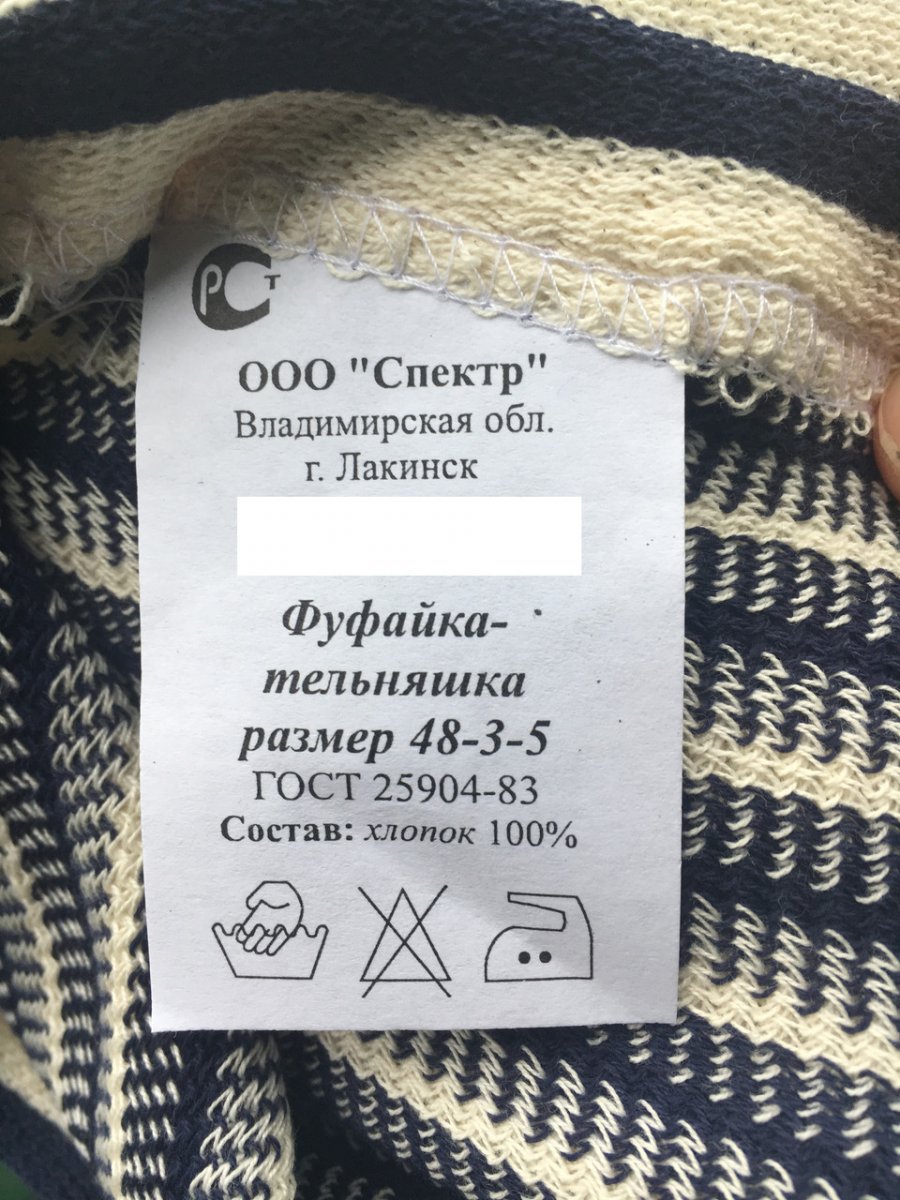 РСТ
ООО "Спектр"
Владимирская обл.
г. Лакинск
Фуфайка-
тельняшка
размер 48-3-5
ГОСТ 25904-83
Состав: хлопок 100%